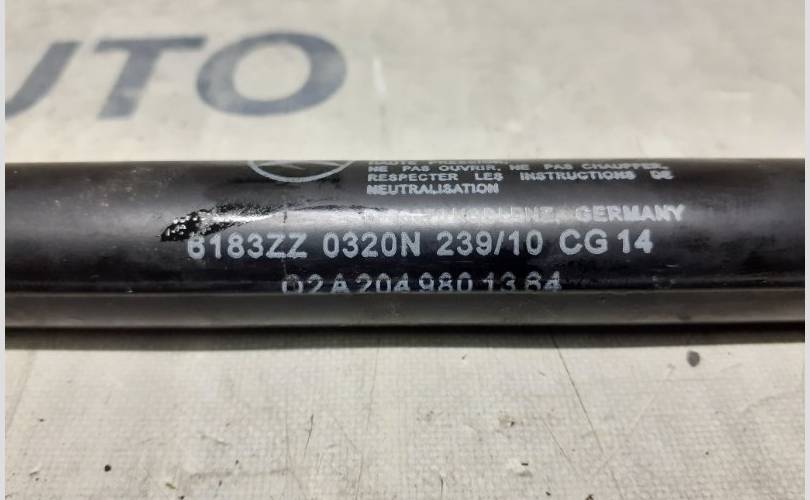 UTO
NE PAS OUVRIR, NE PAS CHAUFFER,
RESPECTER LES INSTRUCTIONS DE
NEUTRALISATION
GERMANY
6183ZZ 0320N 239/10 CG 14
A 204 980 13 64